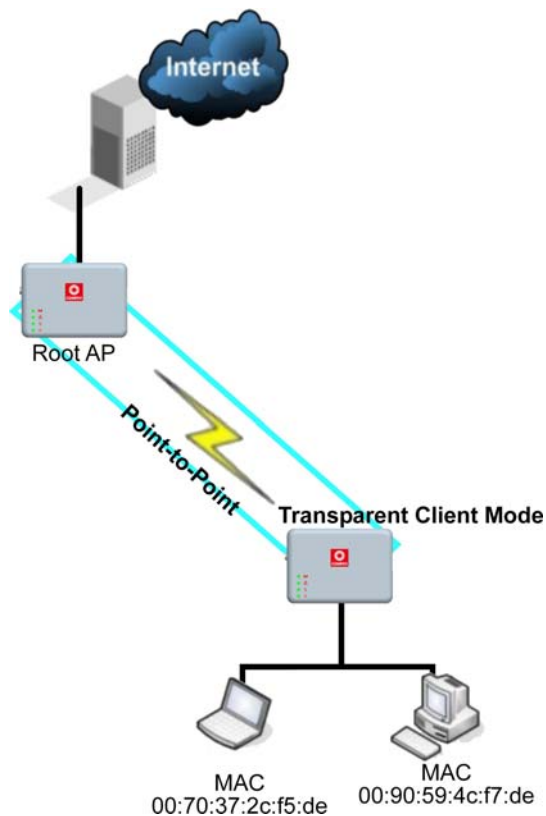 Internet
Root AP
Point-to-Point
Transparent Client Mode
MAC
00:70:37:2c:f5:de
MAC
00:90:59:4c:f7:de